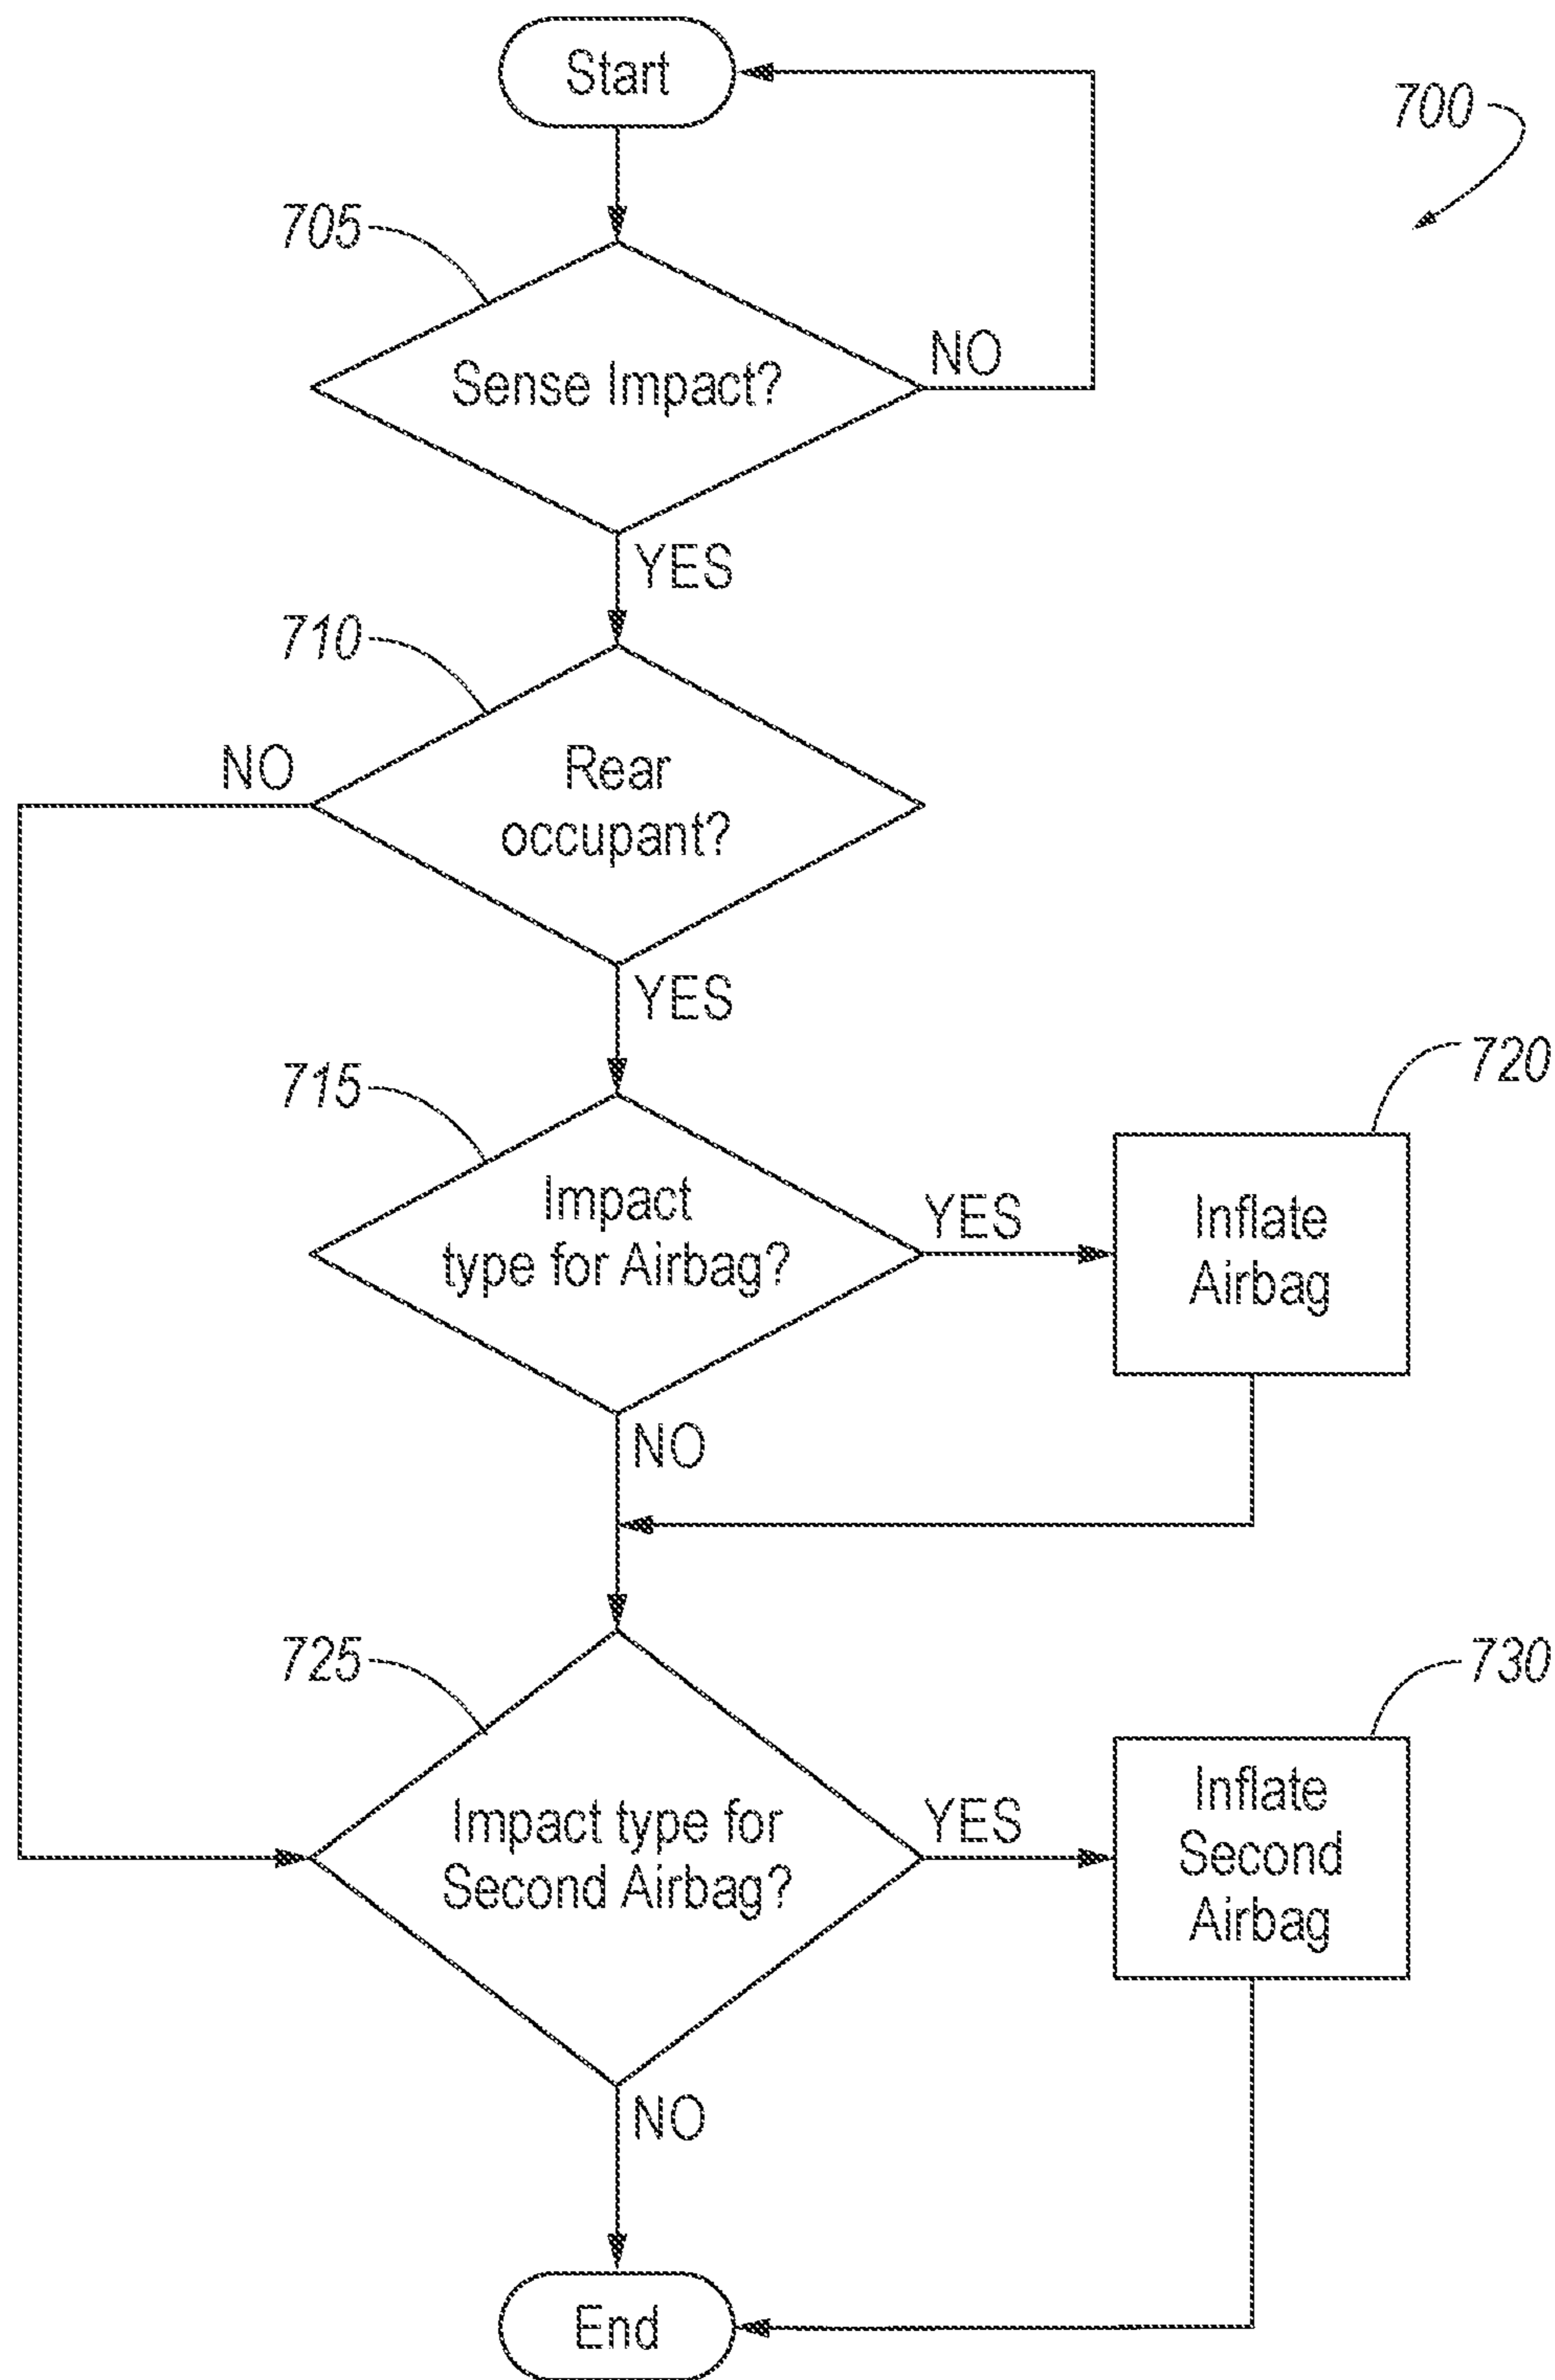 Start
700
705
Sense Impact?
NO
YES
710
NO
Rear
occupant?
YES
715
720
Impact
type for Airbag?
YES
Inflate
Airbag
NO
725
730
Impact type for
Second Airbag?
YES
Inflate
Second
Airbag
NO
End